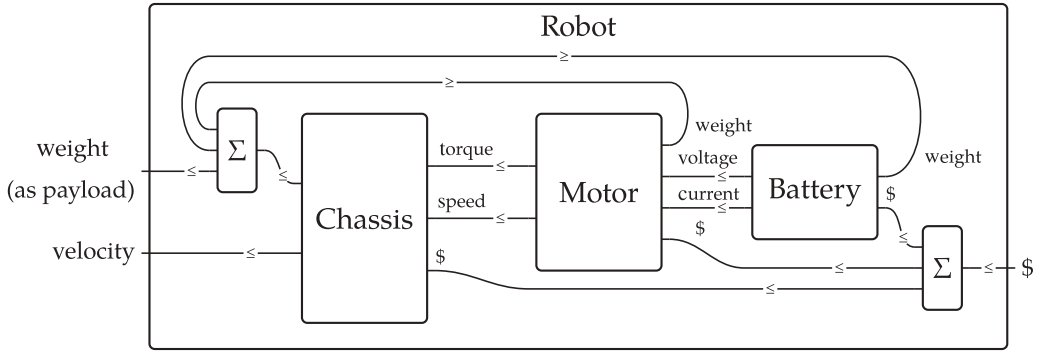 Robot
≥
≥
weight
(as payload)
≤
Σ
≤
velocity
≤
Chassis
torque
≤
speed
≤
$
≤
Motor
weight
voltage
≤
current
≤
$
≤
Battery
weight
$
≤
Σ
≤
$